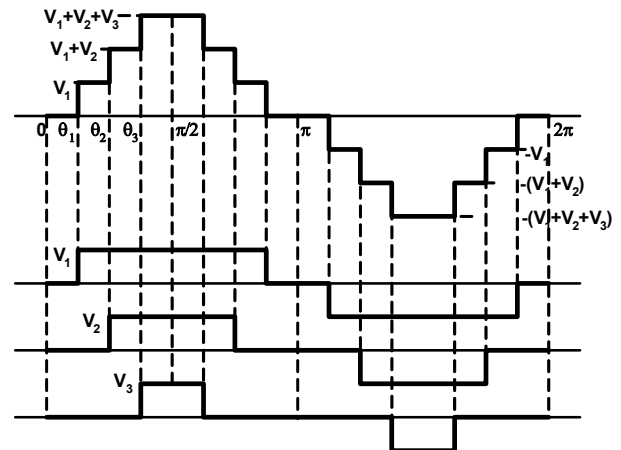 V₁+V₂+V₃
V₁+V₂
V₁
0 θ₁ θ₂ θ₃ π/2 π 2π
-V₁
-(V₁+V₂)
-(V₁+V₂+V₃)
V₁
V₂
V₃